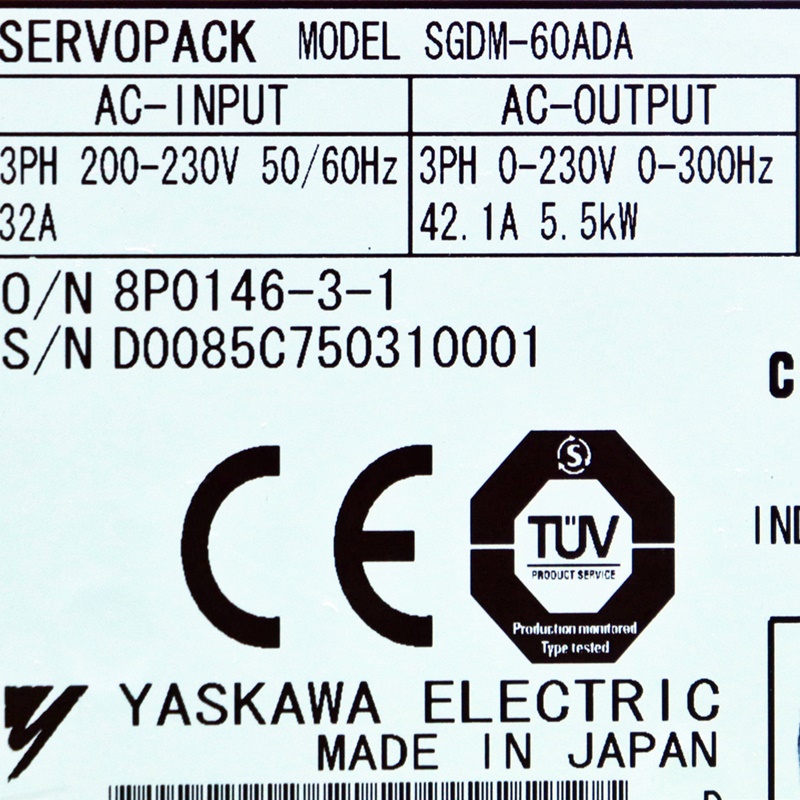 SERVOPACK MODEL SGDM-60ADA
AC-INPUT AC-OUTPUT
3PH 200-230V 50/60Hz 3PH 0-230V 0-300Hz
32A 42.1A 5.5kW
O/N 8P0146-3-1
S/N D0085C750310001
C
CE
S
TÜV
PRODUCT SERVICE
IND
Production monitored
Type tested
YASKAWA ELECTRIC
MADE IN JAPAN